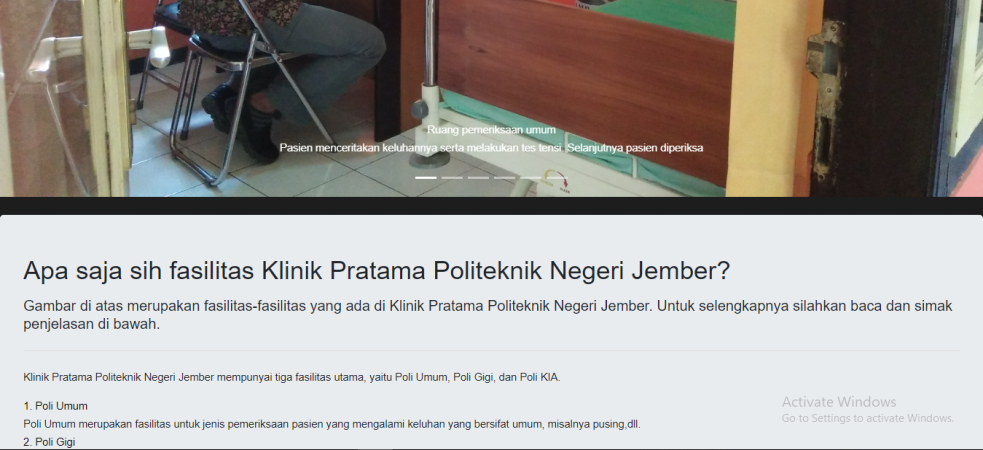 Ruang pemeriksaan umum
Pasien menceritakan keluhannya serta melakukan tes tensi. Selanjutnya pasien diperiksa
Apa saja sih fasilitas Klinik Pratama Politeknik Negeri Jember?
Gambar di atas merupakan fasilitas-fasilitas yang ada di Klinik Pratama Politeknik Negeri Jember. Untuk selengkapnya silahkan baca dan simak
penjelasan di bawah.
Klinik Pratama Politeknik Negeri Jember mempunyai tiga fasilitas utama, yaitu Poli Umum, Poli Gigi, dan Poli KIA.
1. Poli Umum
Poli Umum merupakan fasilitas untuk jenis pemeriksaan pasien yang mengalami keluhan yang bersifat umum, misalnya pusing,dll.
2. Poli Gigi
Activate Windows
Go to Settings to activate Windows.